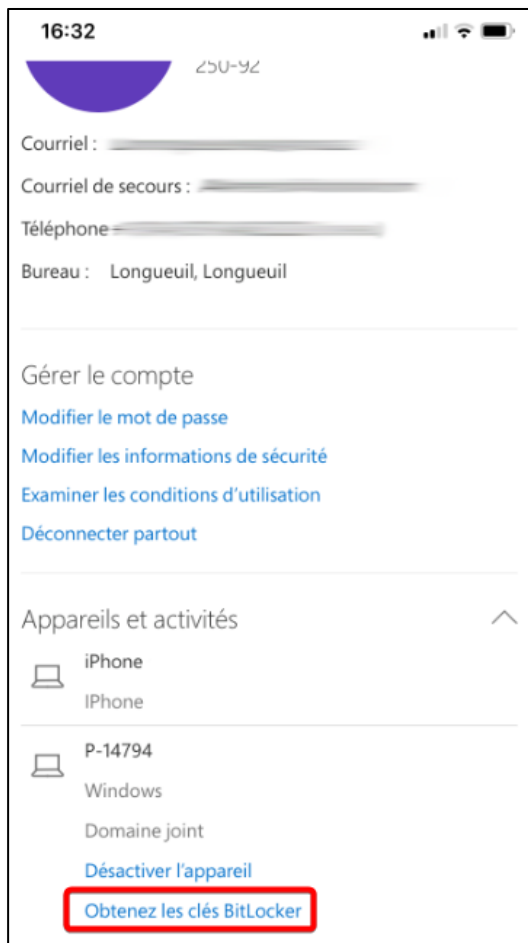 16:32
250-92
Courriel :
Courriel de secours :
Téléphone
Bureau : Longueuil, Longueuil
Gérer le compte
Modifier le mot de passe
Modifier les informations de sécurité
Examiner les conditions d'utilisation
Déconnecter partout
Appareils et activités
iPhone
IPhone
P-14794
Windows
Domaine joint
Désactiver l'appareil
Obtenez les clés BitLocker